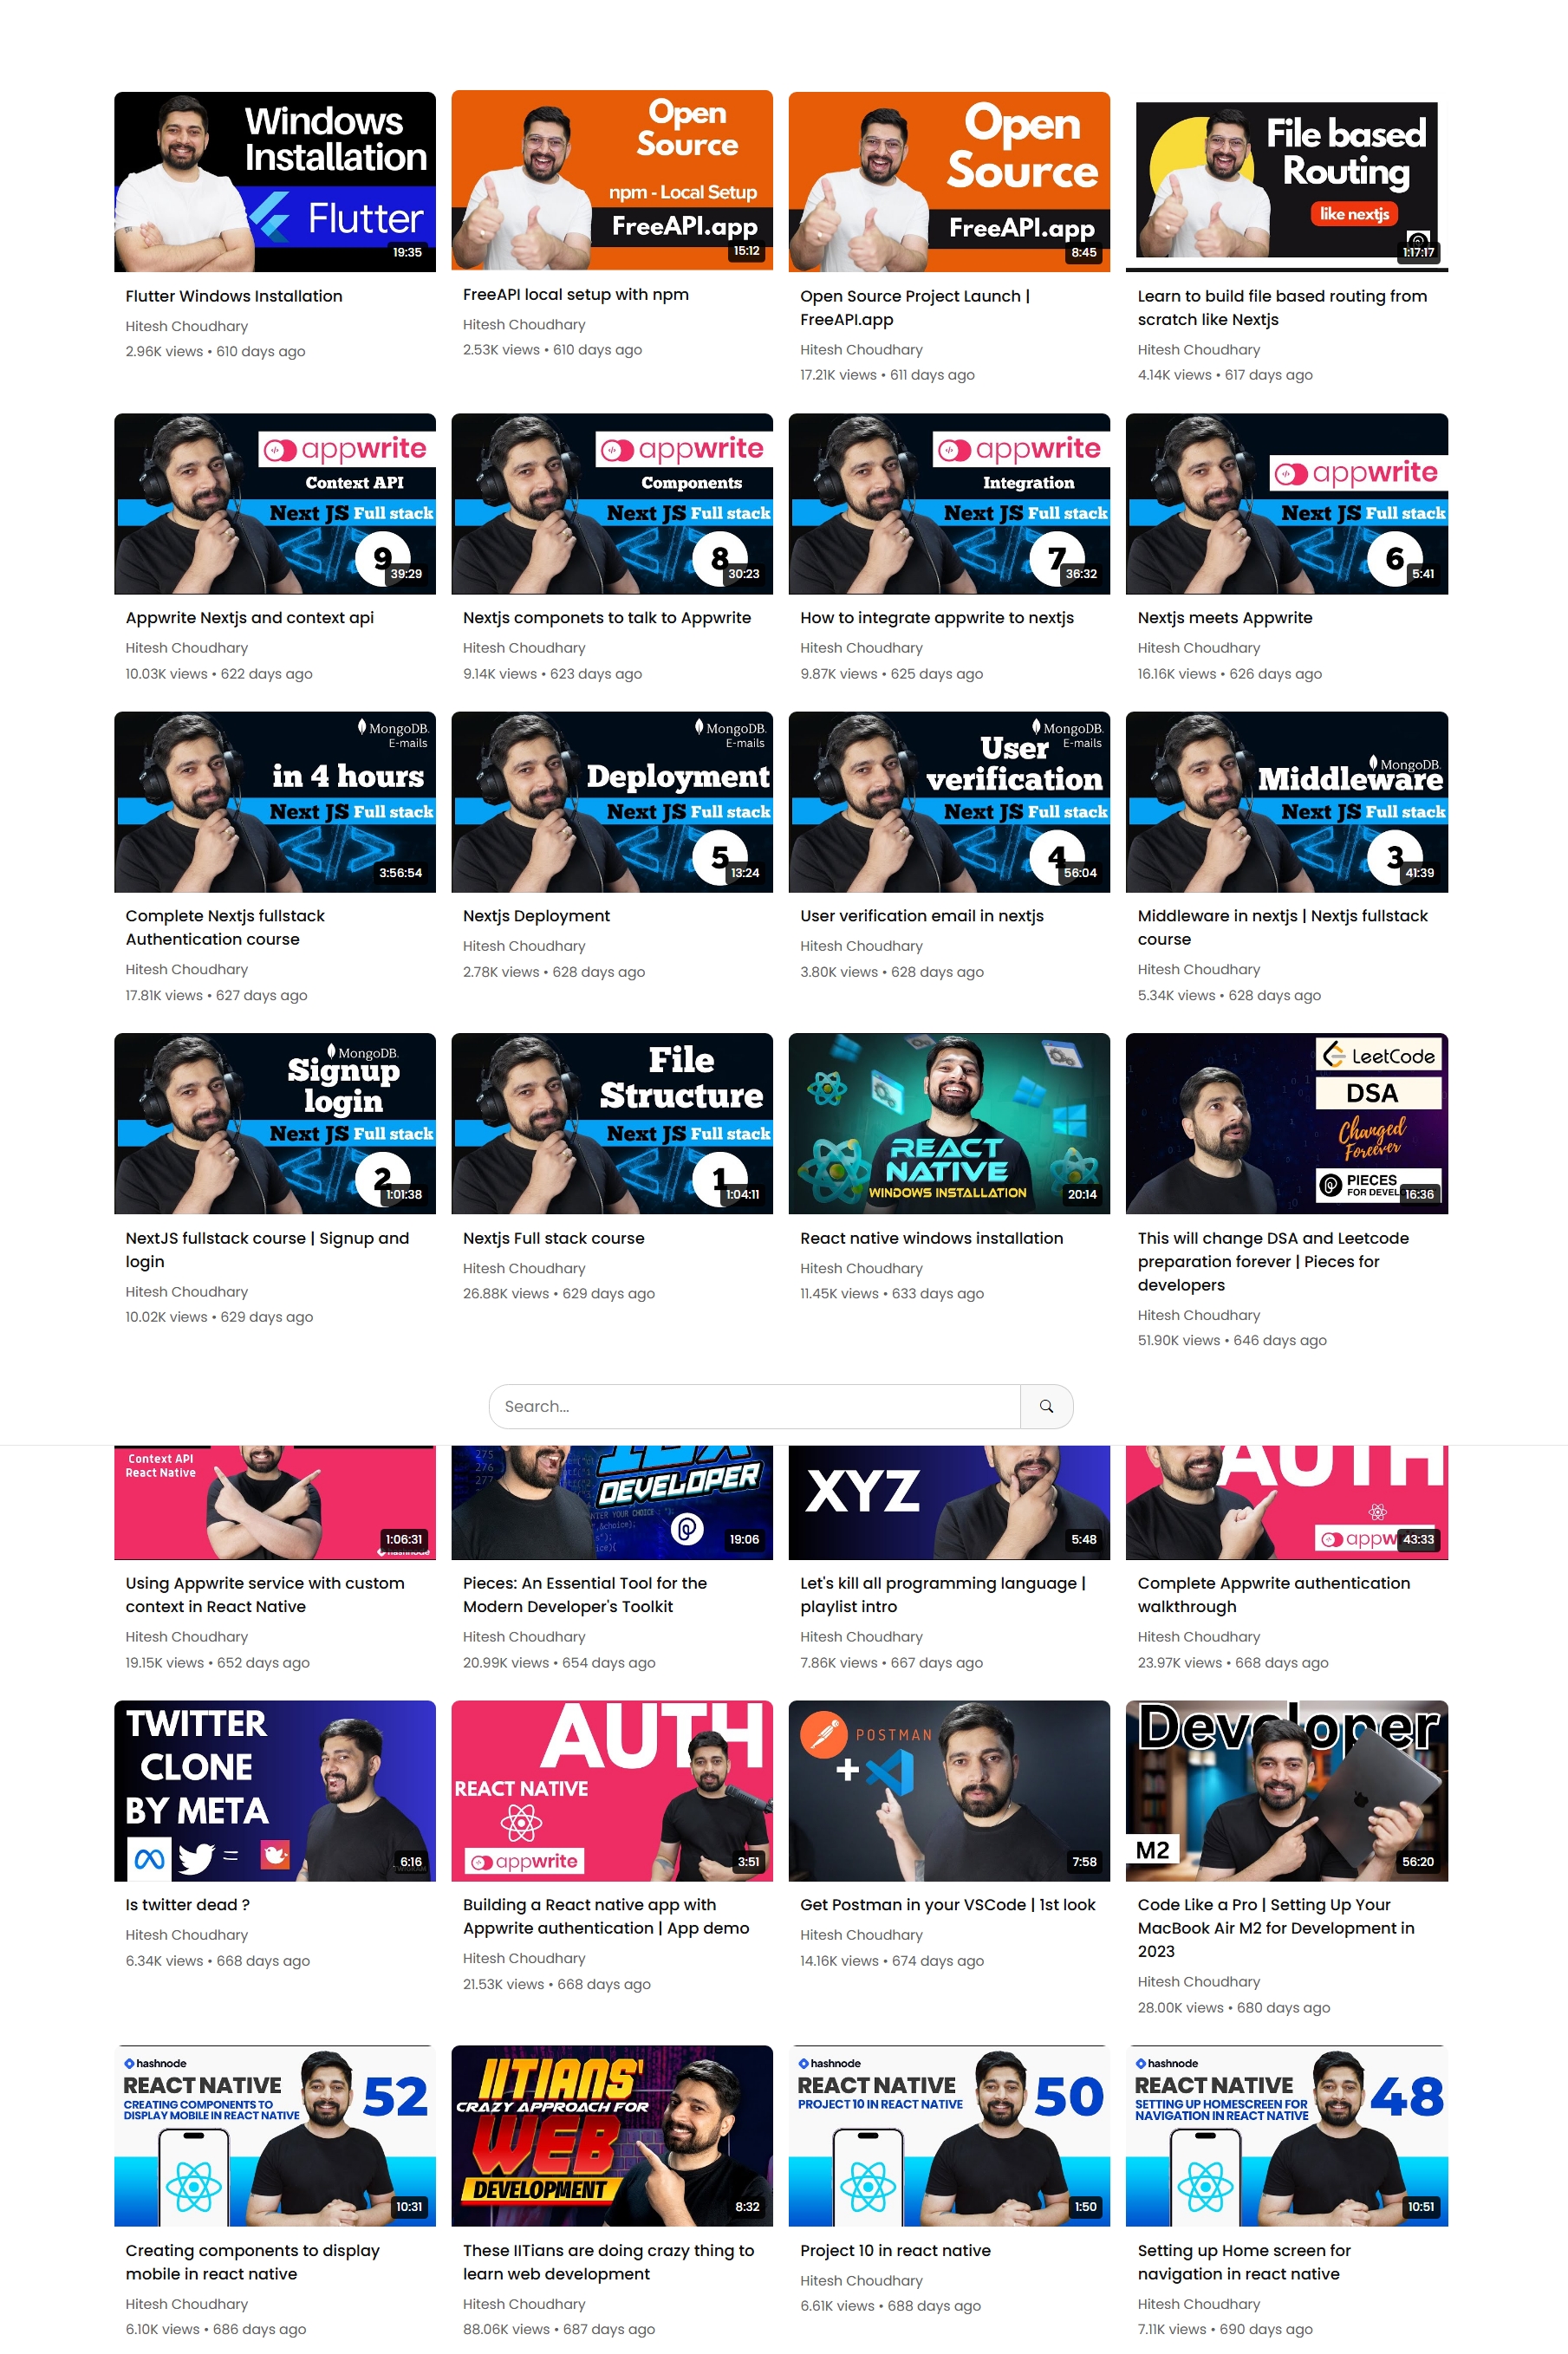 Windows
Installation
Flutter
19:35
Flutter Windows Installation
Hitesh Choudhary
2.96K views • 610 days ago
Open
Source
npm - Local Setup
FreeAPI.app
15:12
FreeAPI local setup with npm
Hitesh Choudhary
2.53K views • 610 days ago
Open
Source
FreeAPI.app
8:45
Open Source Project Launch |
FreeAPI.app
Hitesh Choudhary
17.21K views • 611 days ago
File based
Routing
like nextjs
1:17:17
Learn to build file based routing from
scratch like Nextjs
Hitesh Choudhary
4.14K views • 617 days ago
appwrite
Context API
Next JS Full stack
9
39:29
Appwrite Nextjs and context api
Hitesh Choudhary
10.03K views • 622 days ago
appwrite
Components
Next JS Full stack
8
30:23
Nextjs componets to talk to Appwrite
Hitesh Choudhary
9.14K views • 623 days ago
appwrite
Integration
Next JS Full stack
7
36:32
How to integrate appwrite to nextjs
Hitesh Choudhary
9.87K views • 625 days ago
appwrite
Next JS Full stack
6
5:41
Nextjs meets Appwrite
Hitesh Choudhary
16.16K views • 626 days ago
MongoDB.
E-mails
in 4 hours
Next JS Full stack
3:56:54
Complete Nextjs fullstack
Authentication course
Hitesh Choudhary
17.81K views • 627 days ago
MongoDB.
E-mails
Deployment
Next JS Full stack
5
13:24
Nextjs Deployment
Hitesh Choudhary
2.78K views • 628 days ago
MongoDB.
E-mails
User
verification
Next JS Full stack
4
56:04
User verification email in nextjs
Hitesh Choudhary
3.80K views • 628 days ago
MongoDB.
Middleware
Next JS Full stack
3
41:39
Middleware in nextjs | Nextjs fullstack
course
Hitesh Choudhary
5.34K views • 628 days ago
MongoDB.
Signup
login
Next JS Full stack
2
1:01:38
NextJS fullstack course | Signup and
login
Hitesh Choudhary
10.02K views • 629 days ago
File
Structure
Next JS Full stack
1
1:04:11
Nextjs Full stack course
Hitesh Choudhary
26.88K views • 629 days ago
REACT
NATIVE
WINDOWS INSTALLATION
20:14
React native windows installation
Hitesh Choudhary
11.45K views • 633 days ago
LeetCode
DSA
Changed
Foreever
PIECES
FOR DEVEL
16:36
This will change DSA and Leetcode
preparation forever | Pieces for
developers
Hitesh Choudhary
51.90K views • 646 days ago
Search...
Context API
React Native
1:06:31
hashnode
Using Appwrite service with custom
context in React Native
Hitesh Choudhary
19.15K views • 652 days ago
275
276
277
DEVELOPER
19:06
Pieces: An Essential Tool for the
Modern Developer's Toolkit
Hitesh Choudhary
20.99K views • 654 days ago
XYZ
5:48
Let's kill all programming language |
playlist intro
Hitesh Choudhary
7.86K views • 667 days ago
AUTH
appw
43:33
Complete Appwrite authentication
walkthrough
Hitesh Choudhary
23.97K views • 668 days ago
TWITTER
CLONE
BY META
=
6:16
Is twitter dead ?
Hitesh Choudhary
6.34K views • 668 days ago
AUTH
REACT NATIVE
appwrite
3:51
Building a React native app with
Appwrite authentication | App demo
Hitesh Choudhary
21.53K views • 668 days ago
POSTMAN
+
7:58
Get Postman in your VSCode | 1st look
Hitesh Choudhary
14.16K views • 674 days ago
Developer
M2
56:20
Code Like a Pro | Setting Up Your
MacBook Air M2 for Development in
2023
Hitesh Choudhary
28.00K views • 680 days ago
hashnode
REACT NATIVE
CREATING COMPONENTS TO
DISPLAY MOBILE IN REACT NATIVE
52
10:31
Creating components to display
mobile in react native
Hitesh Choudhary
6.10K views • 686 days ago
IITIANS'
CRAZY APPROACH FOR
WEB
DEVELOPMENT
8:32
These IITians are doing crazy thing to
learn web development
Hitesh Choudhary
88.06K views • 687 days ago
hashnode
REACT NATIVE
PROJECT 10 IN REACT NATIVE
50
1:50
Project 10 in react native
Hitesh Choudhary
6.61K views • 688 days ago
hashnode
REACT NATIVE
SETTING UP HOMESCREEN FOR
NAVIGATION IN REACT NATIVE
48
10:51
Setting up Home screen for
navigation in react native
Hitesh Choudhary
7.11K views • 690 days ago